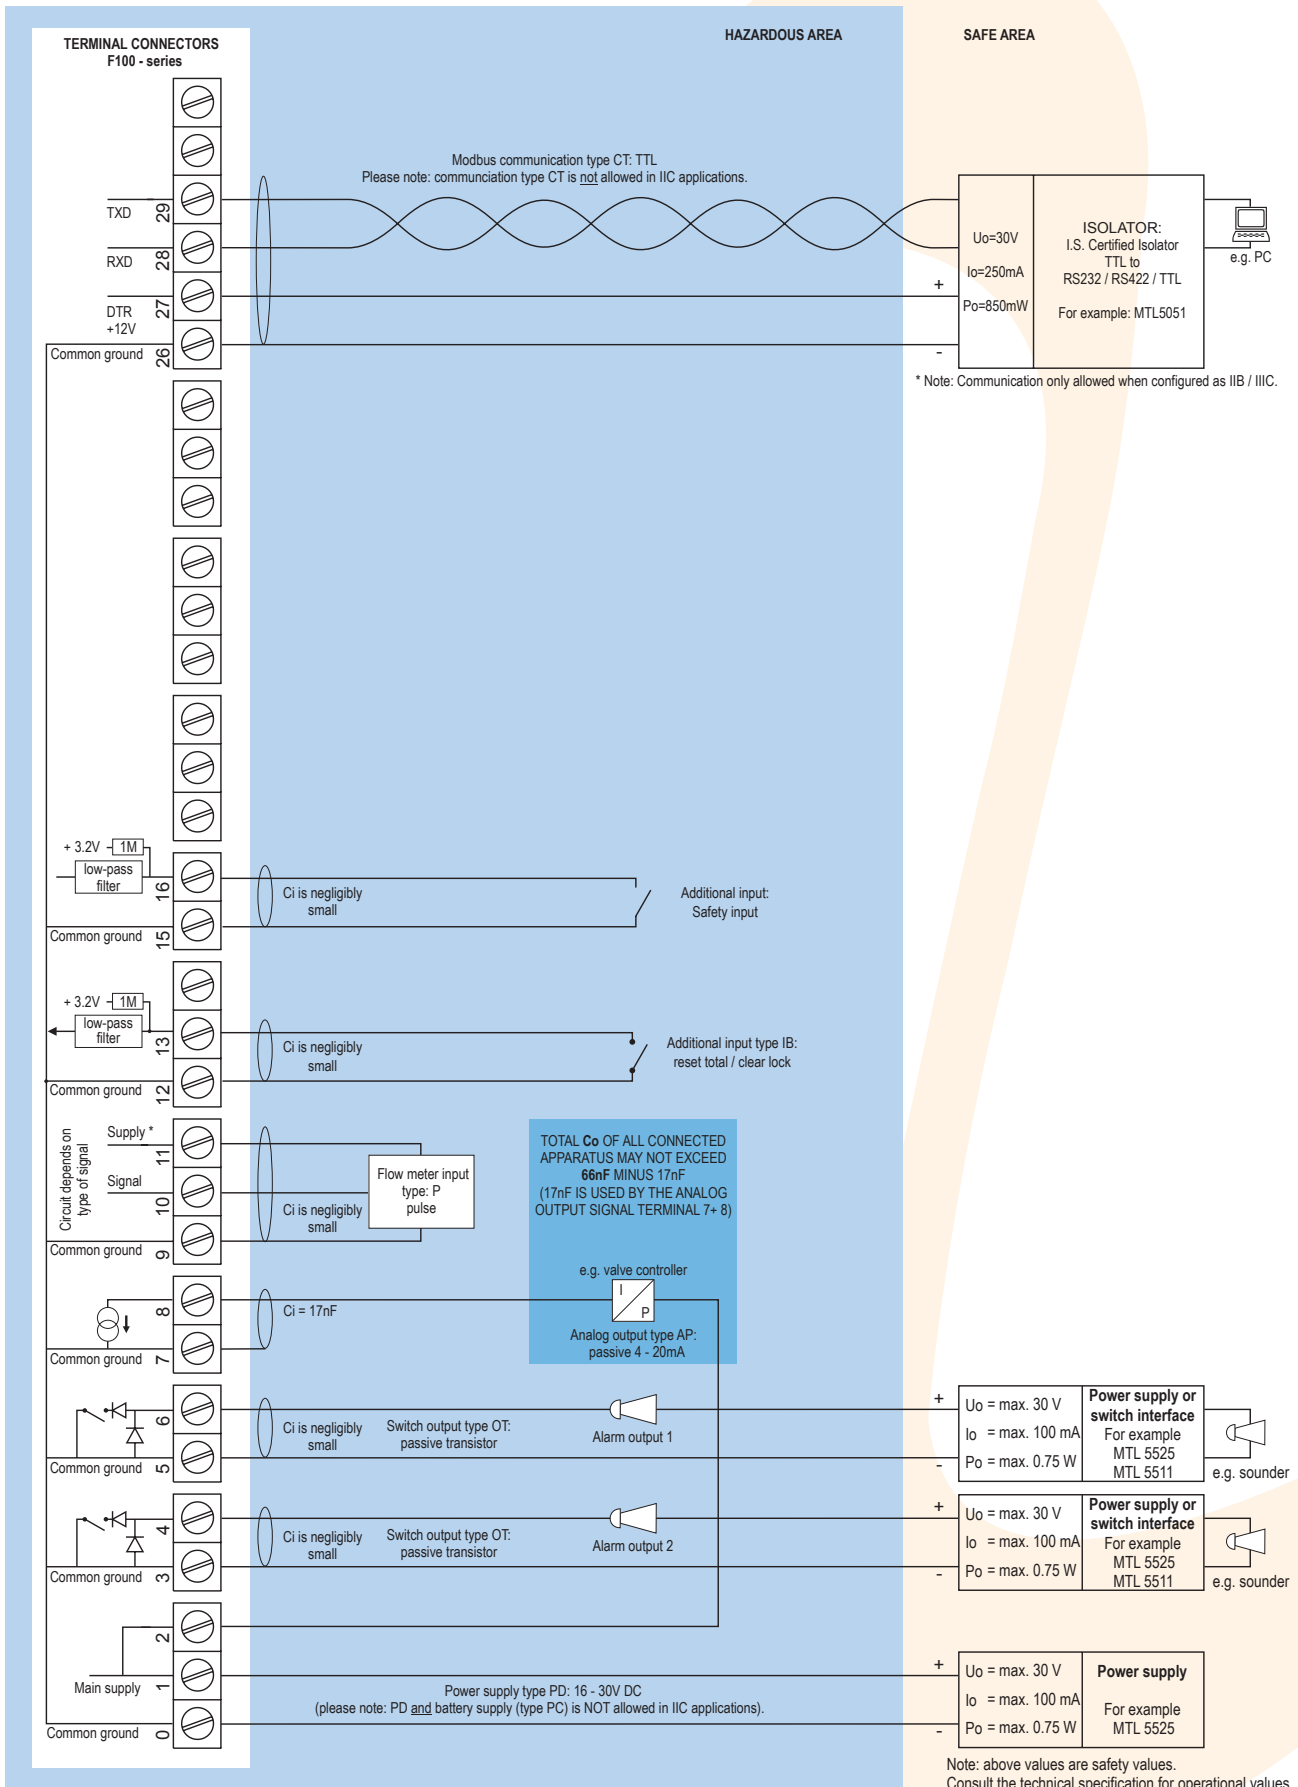 TERMINAL CONNECTORS
F100 - series
HAZARDOUS AREA
SAFE AREA
Modbus communication type CT: TTL
Please note: communciation type CT is not allowed in IIC applications.
TXD
29
RXD
28
DTR
+12V
27
Common ground
26
+
-
Uo=30V
Io=250mA
Po=850mW
ISOLATOR:
I.S. Certified Isolator
TTL to
RS232 / RS422 / TTL
For example: MTL5051
e.g. PC
* Note: Communication only allowed when configured as IIB / IIIC.
+ 3.2V
1M
low-pass
filter
16
Common ground
15
Ci is negligibly
small
Additional input:
Safety input
+ 3.2V
1M
low-pass
filter
13
Common ground
12
Ci is negligibly
small
Additional input type IB:
reset total / clear lock
Circuit depends on
type of signal
Supply *
11
Signal
10
Common ground
9
Ci is negligibly
small
Flow meter input
type: P
pulse
TOTAL Co OF ALL CONNECTED
APPARATUS MAY NOT EXCEED
66nF MINUS 17nF
(17nF IS USED BY THE ANALOG
OUTPUT SIGNAL TERMINAL 7+ 8)
e.g. valve controller
I
P
Analog output type AP:
passive 4 - 20mA
8
Common ground
7
Ci = 17nF
6
Common ground
5
Ci is negligibly
small
Switch output type OT:
passive transistor
Alarm output 1
+
-
Uo = max. 30 V
Io = max. 100 mA
Po = max. 0.75 W
Power supply or
switch interface
For example
MTL 5525
MTL 5511
e.g. sounder
4
Common ground
3
Ci is negligibly
small
Switch output type OT:
passive transistor
Alarm output 2
+
-
Uo = max. 30 V
Io = max. 100 mA
Po = max. 0.75 W
Power supply or
switch interface
For example
MTL 5525
MTL 5511
e.g. sounder
2
Main supply
1
Common ground
0
Power supply type PD: 16 - 30V DC
(please note: PD and battery supply (type PC) is NOT allowed in IIC applications).
+
-
Uo = max. 30 V
Io = max. 100 mA
Po = max. 0.75 W
Power supply
For example
MTL 5525
Note: above values are safety values.
Consult the technical specification for operational values